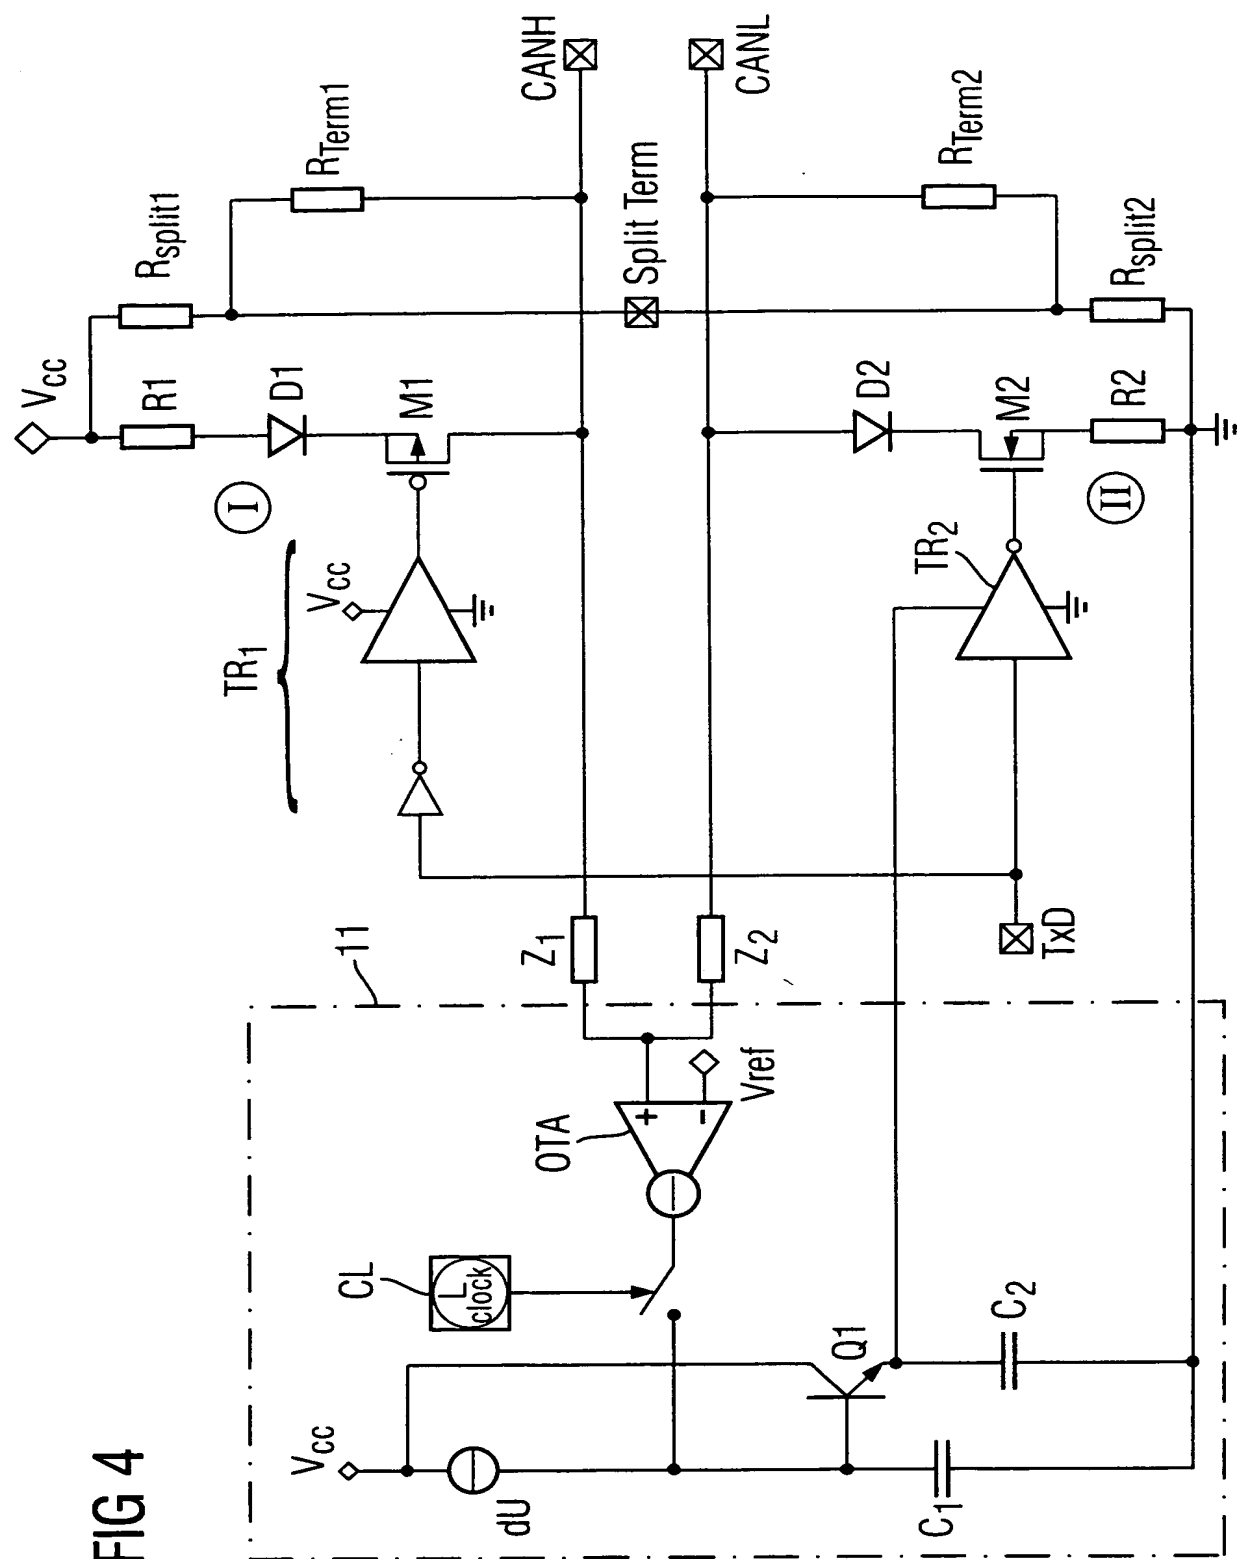 FIG 4
Vcc
dU
C1
CL
L
clock
Q1
C2
OTA
+
-
Vref
11
Z1
Z2
TxD
TR1
Vcc
TR2
I
II
Vcc
R1
D1
M1
D2
M2
R2
Rsplit1
RTerm1
Split Term
RTerm2
Rsplit2
CANH
CANL